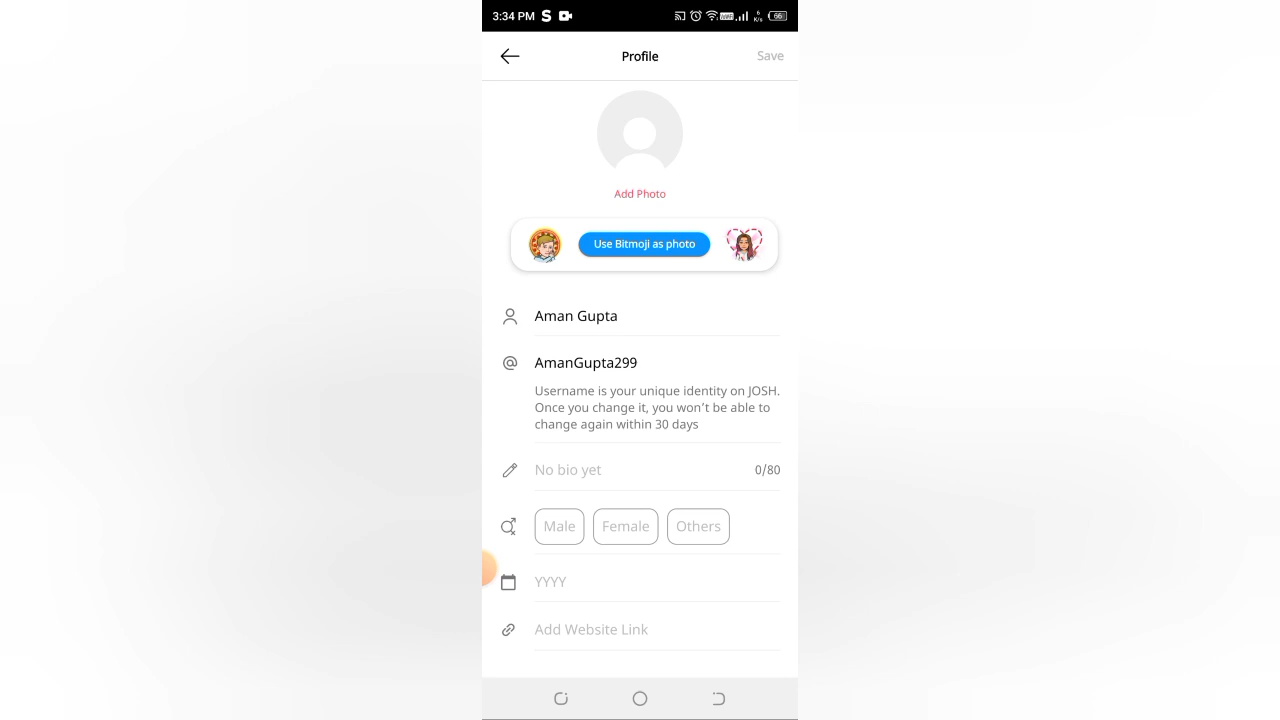 3:34 PM S
66
Profile
Save
Add Photo
Use Bitmoji as photo
Aman Gupta
@ AmanGupta299
Username is your unique identity on JOSH.
Once you change it, you won't be able to
change again within 30 days
No bio yet
0/80
Male
Female
Others
YYYY
Add Website Link